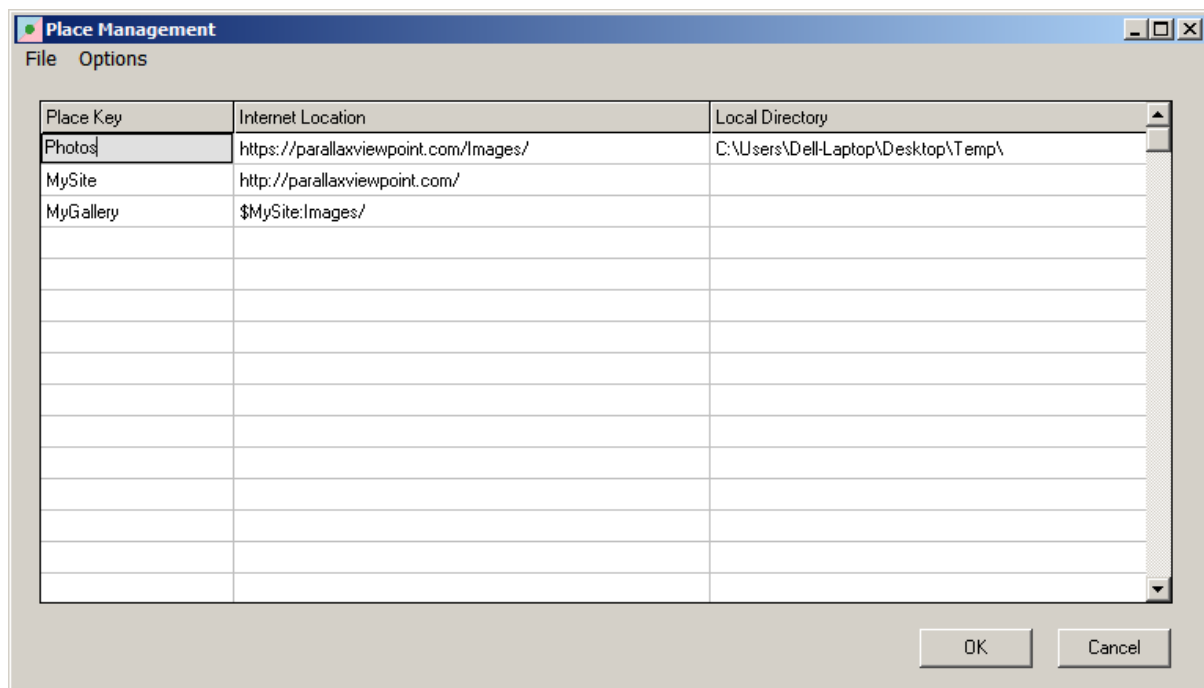 Place Management
File Options
Place Key Internet Location Local Directory
Photos https://parallaxviewpoint.com/Images/ C:\Users\Dell-Laptop\Desktop\Temp\
MySite http://parallaxviewpoint.com/
MyGallery $MySite:Images/
OK Cancel